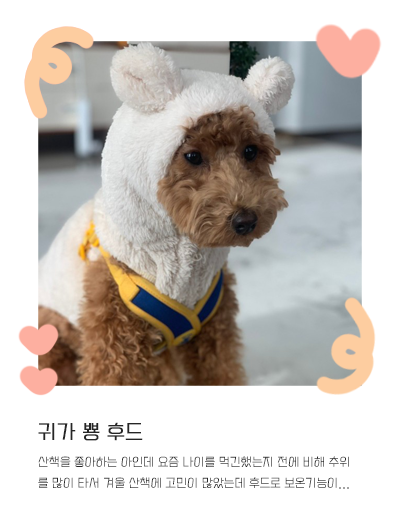 귀가 뿅 후드
산책을 좋아하는 아인데 요즘 나이를 먹긴했는지 전에 비해 추위
를 많이 타서 겨울 산책에 고민이 많았는데 후드로 보온기능이...